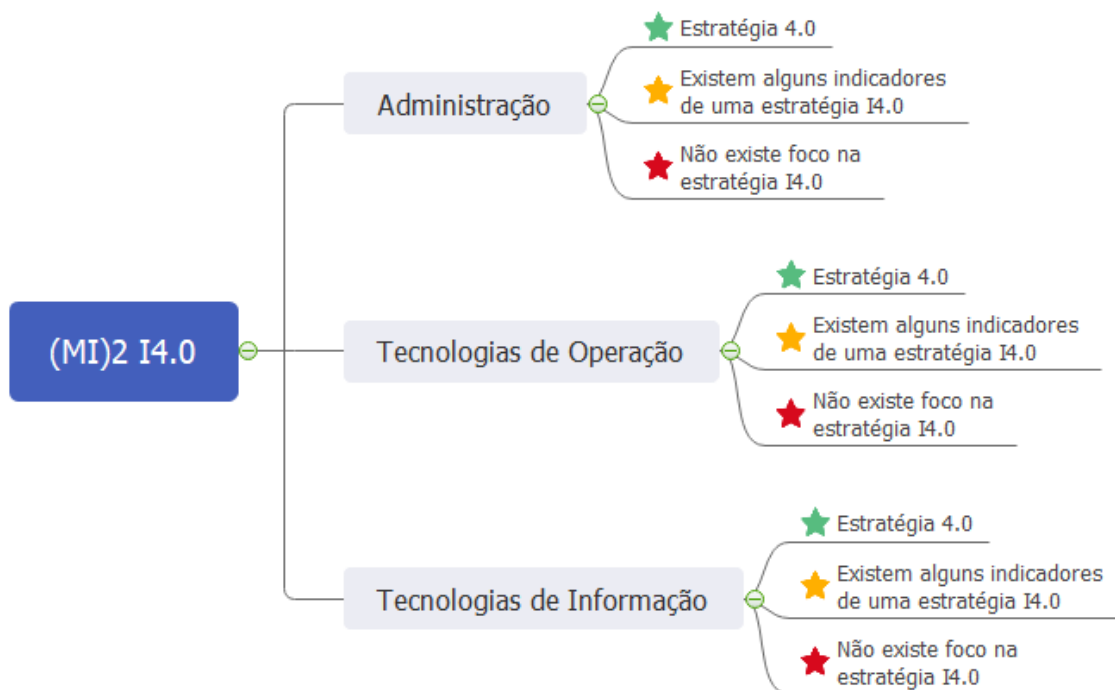 Estratégia 4.0
Existem alguns indicadores
de uma estratégia I4.0
Administração
Não existe foco na
estratégia I4.0
Estratégia 4.0
Existem alguns indicadores
de uma estratégia I4.0
(MI)2 I4.0
Tecnologias de Operação
Não existe foco na
estratégia I4.0
Estratégia 4.0
Existem alguns indicadores
de uma estratégia I4.0
Tecnologias de Informação
Não existe foco na
estratégia I4.0